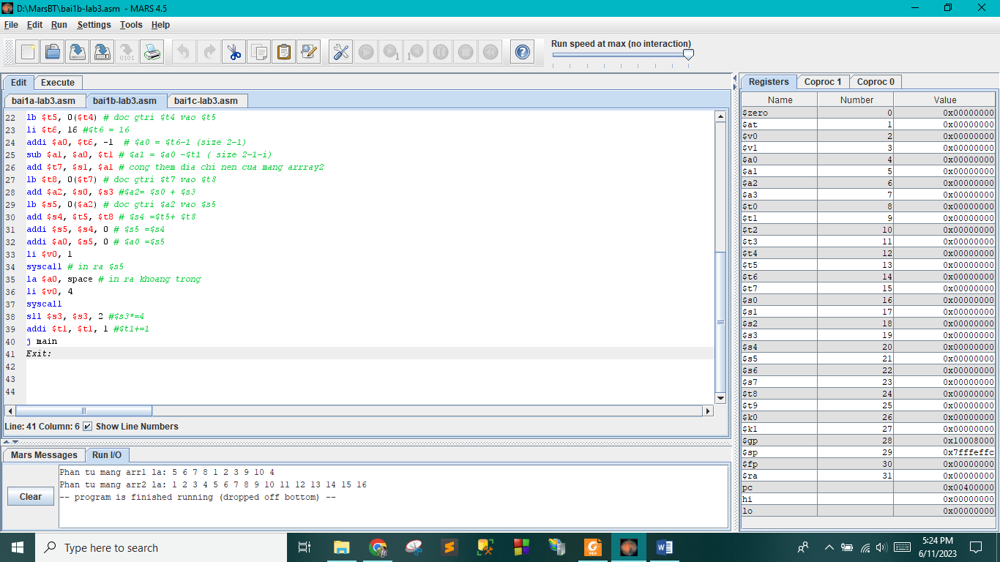 D:\MarsBT\bai1b-lab3.asm - MARS 4.5
File Edit Run Settings Tools Help
Run speed at max (no interaction)
Edit Execute
bai1a-lab3.asm bai1b-lab3.asm bai1c-lab3.asm
22 lb $t5, 0($t4) # doc gtri $t4 vao $t5
23 li $t6, 16 #$t6 = 16
24 addi $a0, $t6, -1 # $a0 = $t6-1 (size 2-1)
25 sub $a1, $a0, $t1 # $a1 = $a0 -$t1 ( size 2-1-i)
26 add $t7, $s1, $a1 # cong them dia chi nen cua mang arrray2
27 lb $t8, 0($t7) # doc gtri $t7 vao $t8
28 add $a2, $s0, $s3 #$a2= $s0 + $s3
29 lb $s5, 0($a2) # doc gtri $a2 vao $s5
30 add $s4, $t5, $t8 # $s4 =$t5+ $t8
31 addi $s5, $s4, 0 # $s5 =$s4
32 addi $a0, $s5, 0 # $a0 =$s5
33 li $v0, 1
34 syscall # in ra $s5
35 la $a0, space # in ra khoang trong
36 li $v0, 4
37 syscall
38 sll $s3, $s3, 2 #$s3*=4
39 addi $t1, $t1, 1 #$t1+=1
40 j main
41 Exit:
42
43
44
Line: 41 Column: 6 Show Line Numbers
Mars Messages Run I/O
Clear
Phan tu mang arr1 la: 5 6 7 8 1 2 3 9 10 4
Phan tu mang arr2 la: 1 2 3 4 5 6 7 8 9 10 11 12 13 14 15 16
-- program is finished running (dropped off bottom) --
Registers Coproc 1 Coproc 0
Name Number Value
$zero 0 0x00000000
$at 1 0x00000000
$v0 2 0x00000000
$v1 3 0x00000000
$a0 4 0x00000000
$a1 5 0x00000000
$a2 6 0x00000000
$a3 7 0x00000000
$t0 8 0x00000000
$t1 9 0x00000000
$t2 10 0x00000000
$t3 11 0x00000000
$t4 12 0x00000000
$t5 13 0x00000000
$t6 14 0x00000000
$t7 15 0x00000000
$s0 16 0x00000000
$s1 17 0x00000000
$s2 18 0x00000000
$s3 19 0x00000000
$s4 20 0x00000000
$s5 21 0x00000000
$s6 22 0x00000000
$s7 23 0x00000000
$t8 24 0x00000000
$t9 25 0x00000000
$k0 26 0x00000000
$k1 27 0x00000000
$gp 28 0x10008000
$sp 29 0x7fffeffc
$fp 30 0x00000000
$ra 31 0x00000000
pc 0x00400000
hi 0x00000000
lo 0x00000000
Type here to search
5:24 PM
6/11/2023